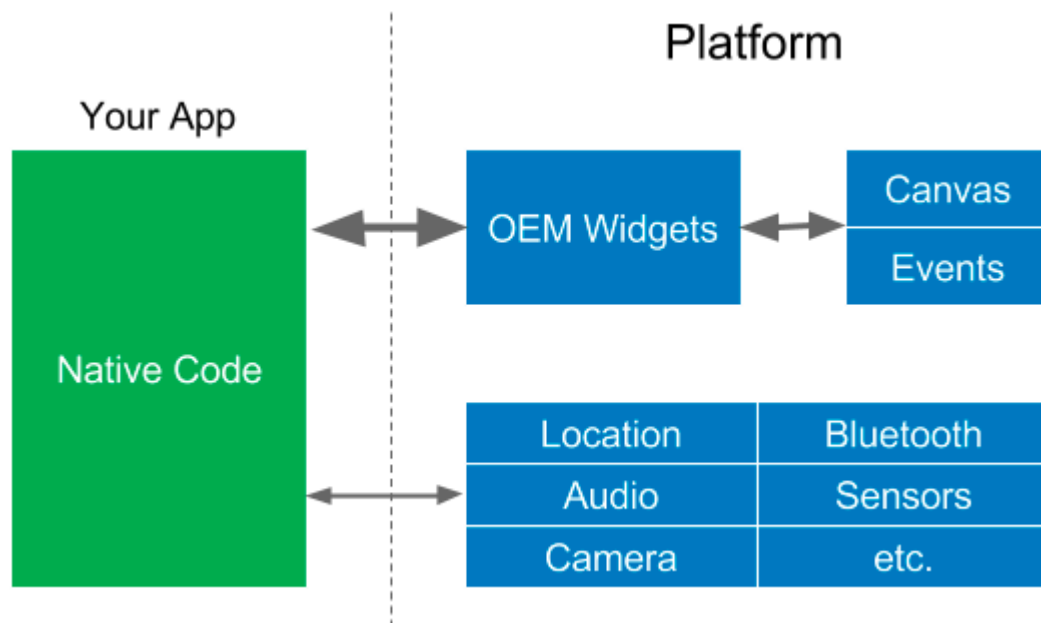 Platform
Your App
Native Code
OEM Widgets
Canvas
Events
Location
Bluetooth
Audio
Sensors
Camera
etc.